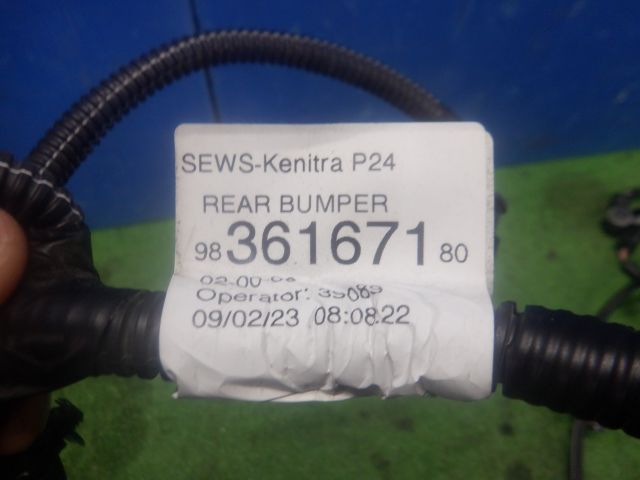 SEWS-Kenitra P24
REAR BUMPER
98 361671 80
Operator:
09/02/23 08:08:22